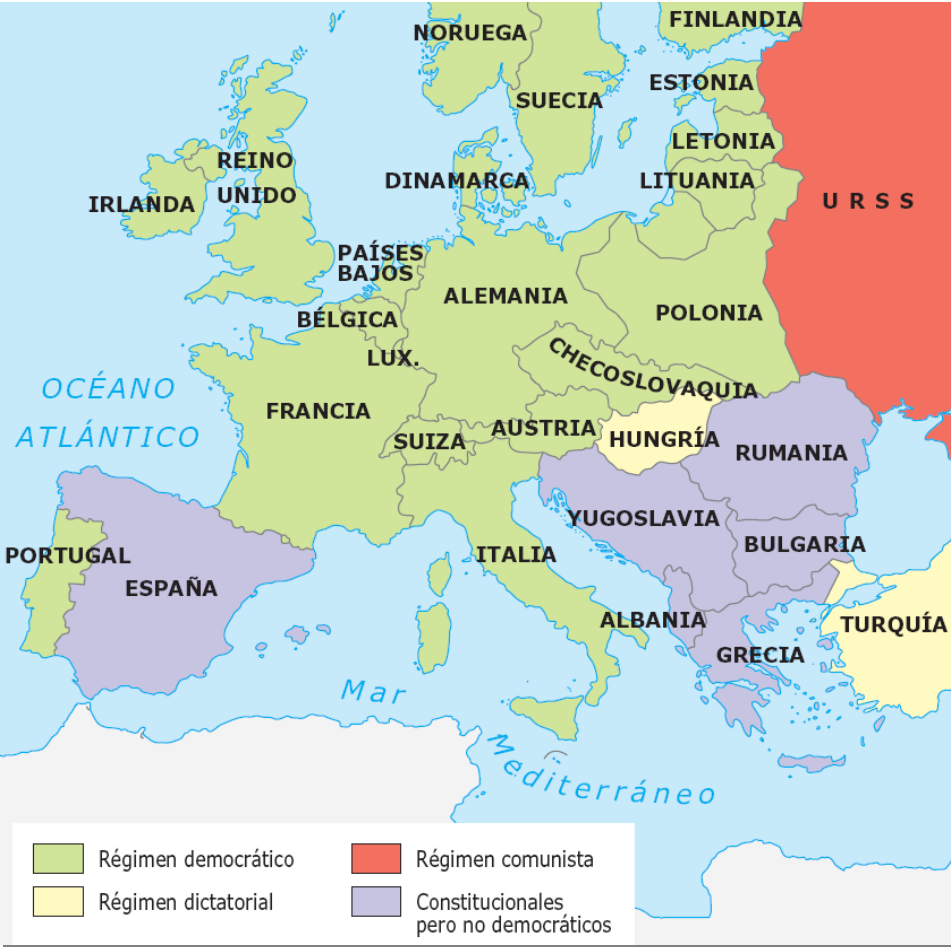 FINLANDIA
NORUEGA
ESTONIA
SUECIA
LETONIA
REINO
UNIDO
DINAMARCA
LITUANIA
IRLANDA
U R S S
PAÍSES
BAJOS
ALEMANIA
POLONIA
BÉLGICA
LUX.
CHECOSLOVAQUIA
OCÉANO
ATLÁNTICO
FRANCIA
SUIZA
AUSTRIA
HUNGRÍA
RUMANIA
YUGOSLAVIA
BULGARIA
PORTUGAL
ESPAÑA
ITALIA
ALBANIA
TURQUÍA
GRECIA
Mar
Mediterráneo
Régimen democrático
Régimen dictatorial
Régimen comunista
Constitucionales
pero no democráticos